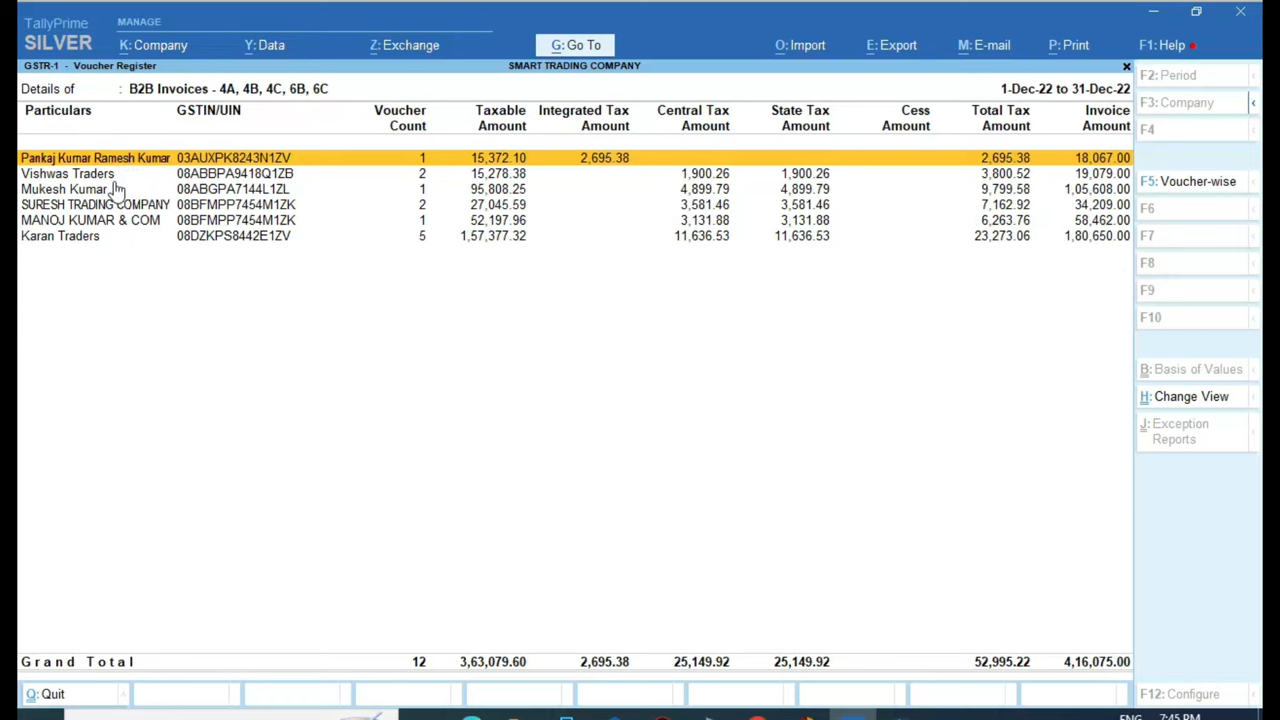 TallyPrime
SILVER
MANAGE
K: Company
Y: Data
Z: Exchange
G: Go To
O: Import
E: Export
M: E-mail
P: Print
F1: Help
GSTR-1 - Voucher Register
SMART TRADING COMPANY
Details of : B2B Invoices - 4A, 4B, 4C, 6B, 6C
1-Dec-22 to 31-Dec-22
Particulars GSTIN/UIN Voucher Count Taxable Amount Integrated Tax Amount Central Tax Amount State Tax Amount Cess Amount Total Tax Amount Invoice Amount
Pankaj Kumar Ramesh Kumar 03AUXPK8243N1ZV 1 15,372.10 2,695.38 2,695.38 18,067.00
Vishwas Traders 08ABBPA9418Q1ZB 2 15,278.38 1,900.26 1,900.26 3,800.52 19,079.00
Mukesh Kumar 08ABGPA7144L1ZL 1 95,808.25 4,899.79 4,899.79 9,799.58 1,05,608.00
SURESH TRADING COMPANY 08BFMPP7454M1ZK 2 27,045.59 3,581.46 3,581.46 7,162.92 34,209.00
MANOJ KUMAR & COM 08BFMPP7454M1ZK 1 52,197.96 3,131.88 3,131.88 6,263.76 58,462.00
Karan Traders 08DZKPS8442E1ZV 5 1,57,377.32 11,636.53 11,636.53 23,273.06 1,80,650.00
Grand Total 12 3,63,079.60 2,695.38 25,149.92 25,149.92 52,995.22 4,16,075.00
F2: Period
F3: Company
F4
F5: Voucher-wise
F6
F7
F8
F9
F10
B: Basis of Values
H: Change View
J: Exception
Reports
Q: Quit
F12: Configure
ENG 7:45 PM